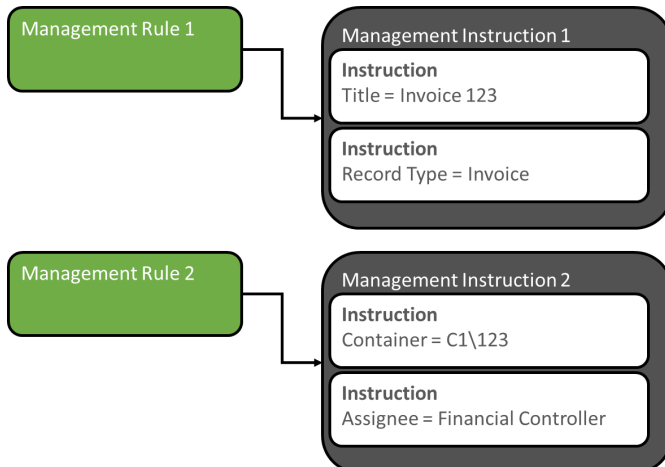 Management Rule 1
Management Instruction 1
Instruction
Title = Invoice 123
Instruction
Record Type = Invoice
Management Rule 2
Management Instruction 2
Instruction
Container = C1\123
Instruction
Assignee = Financial Controller